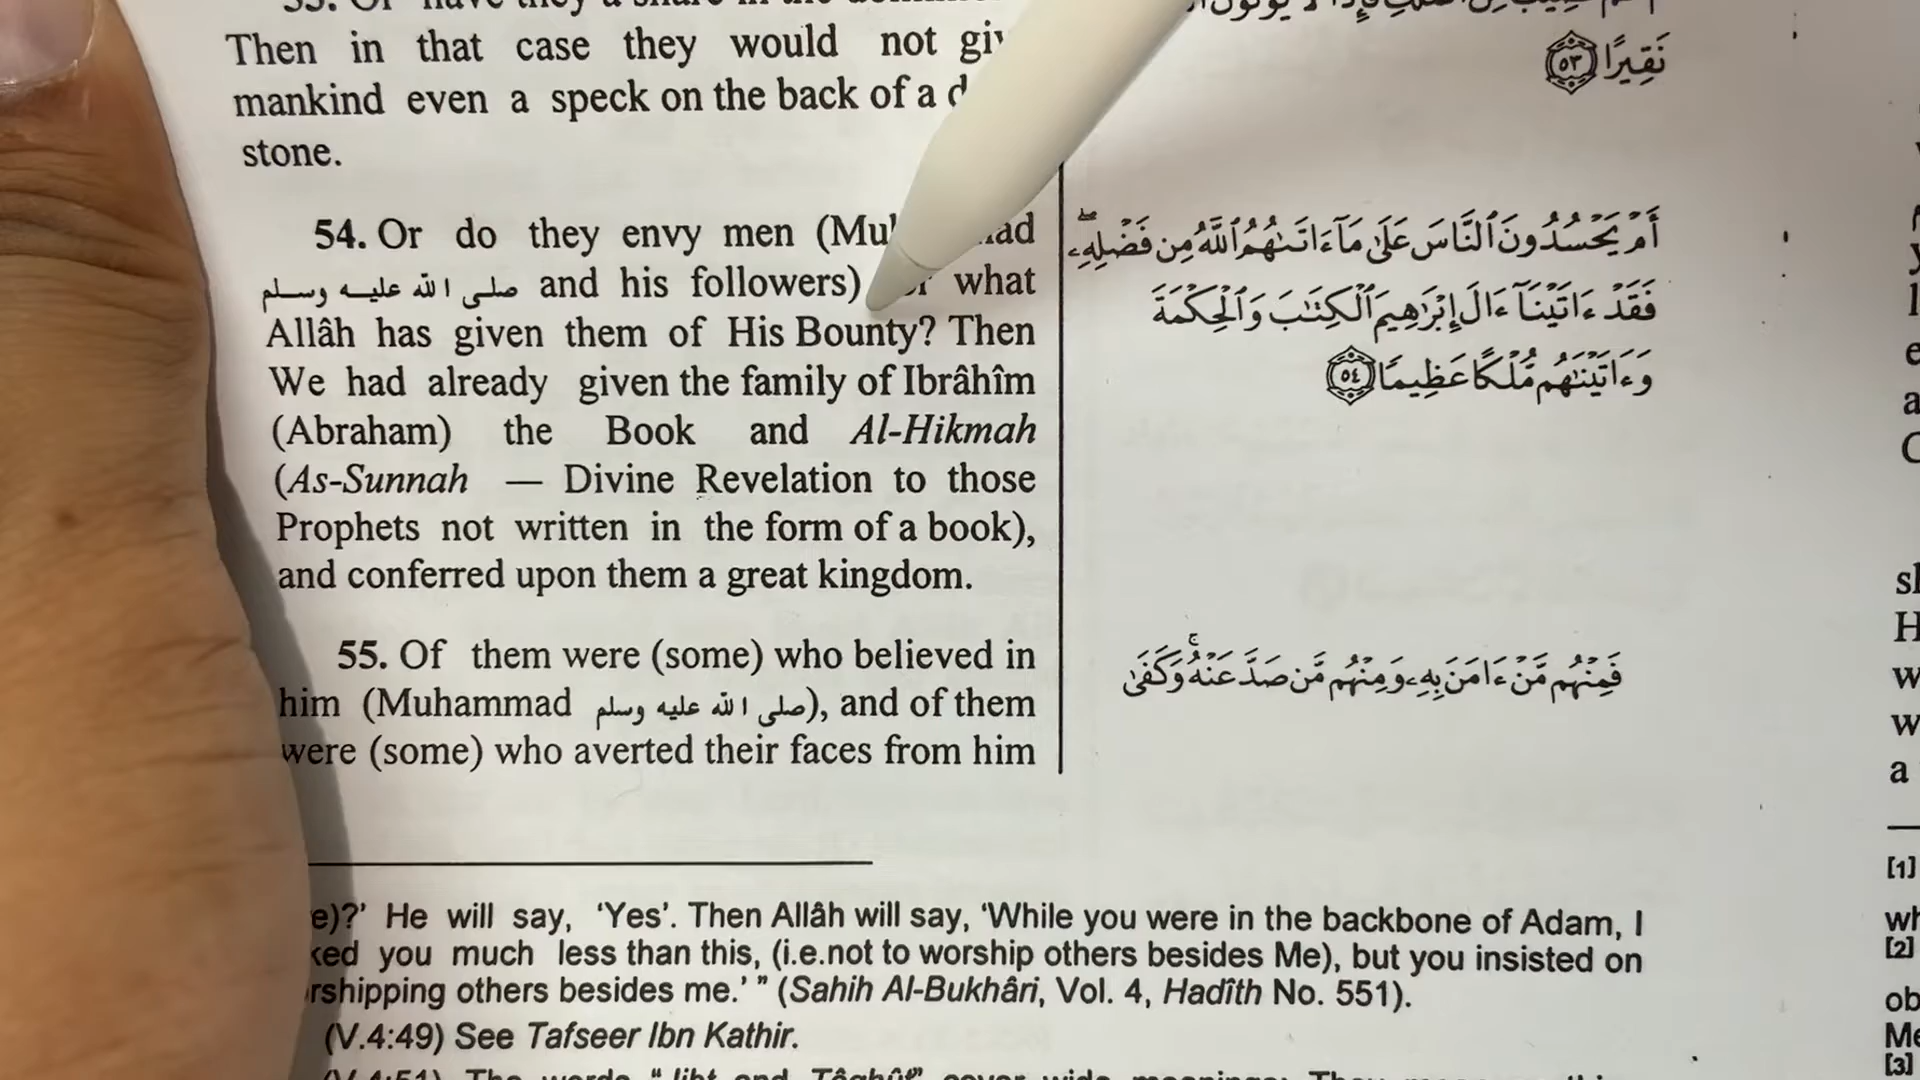 Then in that case they would not
mankind even a speck on the back of a
stone.
54. Or do they envy men
صلى الله عليه وسلم and his followers) what
Allâh has given them of His Bounty? Then
We had already given the family of Ibrâhîm
(Abraham) the Book and Al-Hikmah
(As-Sunnah — Divine Revelation to those
Prophets not written in the form of a book),
and conferred upon them a great kingdom.
55. Of them were (some) who believed in
him (Muhammad صلى الله عليه وسلم), and of them
were (some) who averted their faces from him
نَقِيرًا ٥٣
أَمْ يَحْسُدُونَ ٱلنَّاسَ عَلَىٰ مَآ ءَاتَىٰهُمُ ٱللَّهُ مِن فَضْلِهِۦ ۖ
فَقَدْ ءَاتَيْنَآ ءَالَ إِبْرَٰهِيمَ ٱلْكِتَٰبَ وَٱلْحِكْمَةَ
وَءَاتَيْنَٰهُم مُّلْكًا عَظِيمًا ٥٤
فَمِنْهُم مَّنْ ءَامَنَ بِهِۦ وَمِنْهُم مَّن صَدَّ عَنْهُ ۚ وَكَفَىٰ
He will say, ‘Yes’. Then Allâh will say, ‘While you were in the backbone of Adam, I
you much less than this, (i.e.not to worship others besides Me), but you insisted on
others besides me.’ ” (Sahih Al-Bukhâri, Vol. 4, Hadîth No. 551).
(V.4:49) See Tafseer Ibn Kathir.
[1]
[2]
[3]